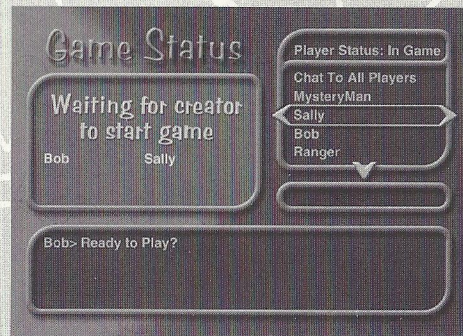 Game Status
Waiting for creator
to start game
Bob Sally
Player Status: In Game
Chat To All Players
MysteryMan
Sally
Bob
Ranger
Bob> Ready to Play?